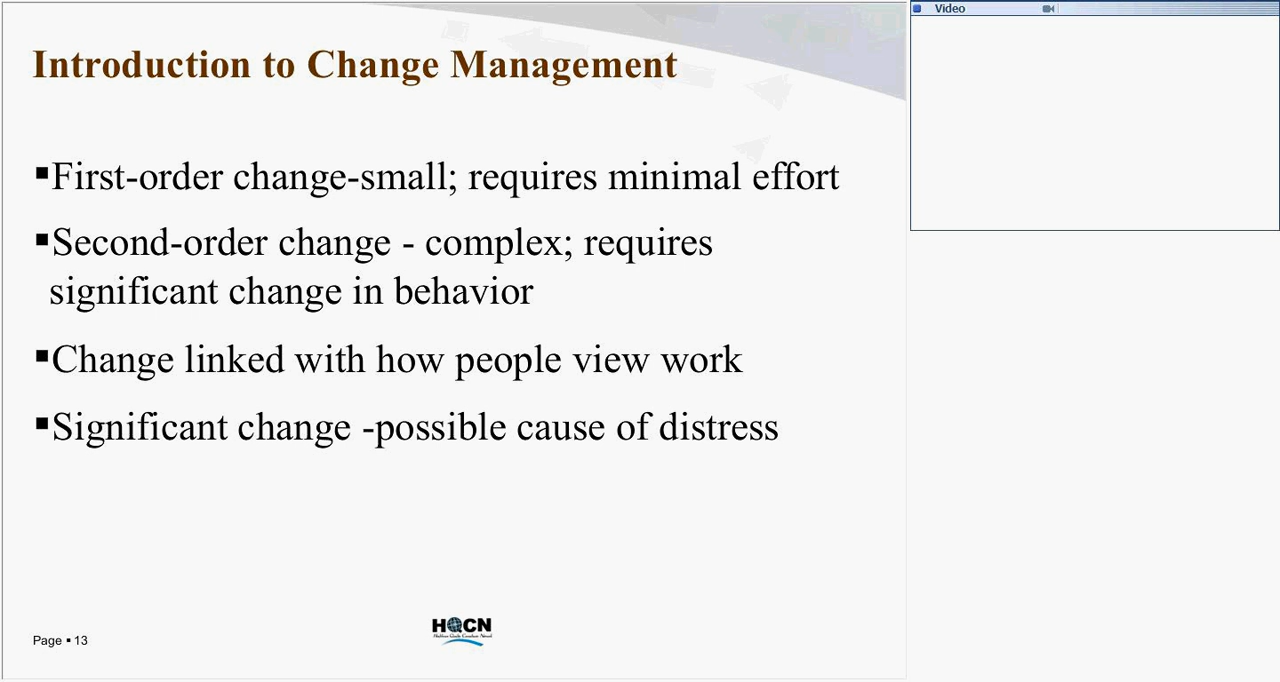 Video
Introduction to Change Management
▪First-order change-small; requires minimal effort
▪Second-order change - complex; requires
significant change in behavior
▪Change linked with how people view work
▪Significant change -possible cause of distress
HQCN
Page ▪ 13